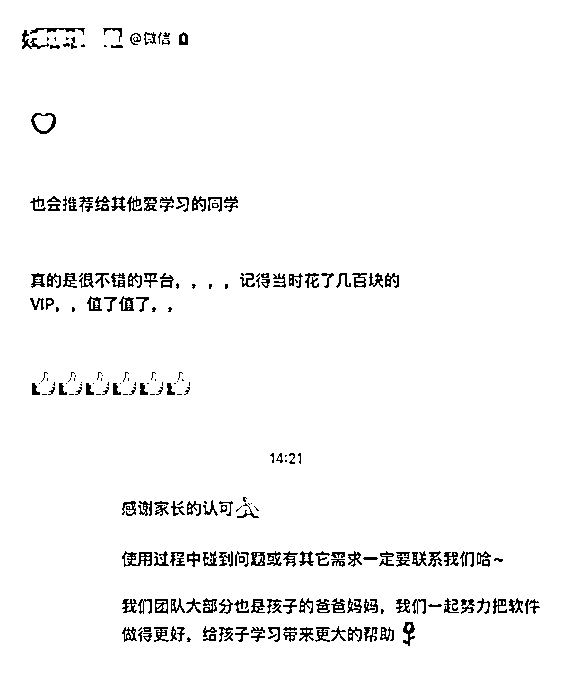 @微信
也会推荐给其他爱学习的同学
真的是很不错的平台，，，，记得当时花了几百块的
VIP，，值了值了，，
14:21
感谢家长的认可
使用过程中碰到问题或有其它需求一定要联系我们哈~
我们团队大部分也是孩子的爸爸妈妈，我们一起努力把软件
做得更好，给孩子学习带来更大的帮助